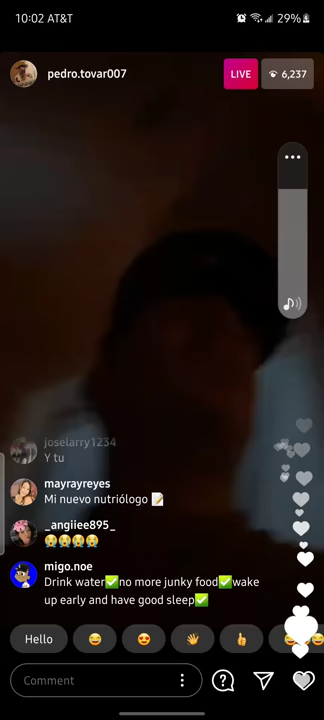 10:02 AT&T
29%
pedro.tovar007
LIVE
6,237
joselarry1234
Y tu
mayrayreyes
Mi nuevo nutriólogo 📝
_angiiee895_
😭😭😭😭
migo.noe
Drink water✅no more junky food✅wake
up early and have good sleep✅
Hello
Comment